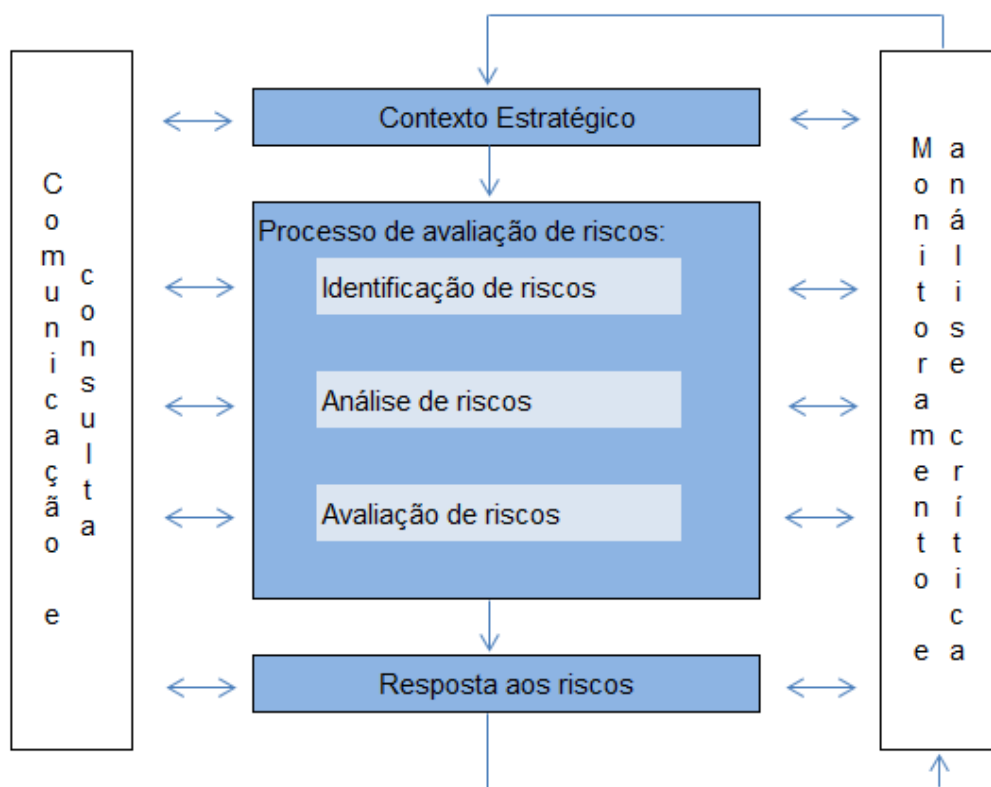 Contexto Estratégico
Processo de avaliação de riscos:
Identificação de riscos
Análise de riscos
Avaliação de riscos
Resposta aos riscos
Comunicação e
consulta
Monitoramento e
análise crítica